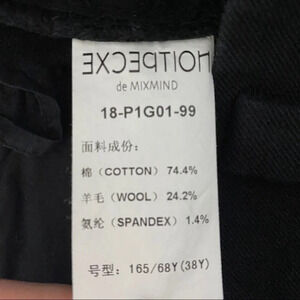 EXCEPTION
de MIXMIND
18-P1G01-99
面料成份：
棉（COTTON）74.4%
羊毛（WOOL）24.2%
氨纶（SPANDEX）1.4%
号型：165/68Y(38Y)